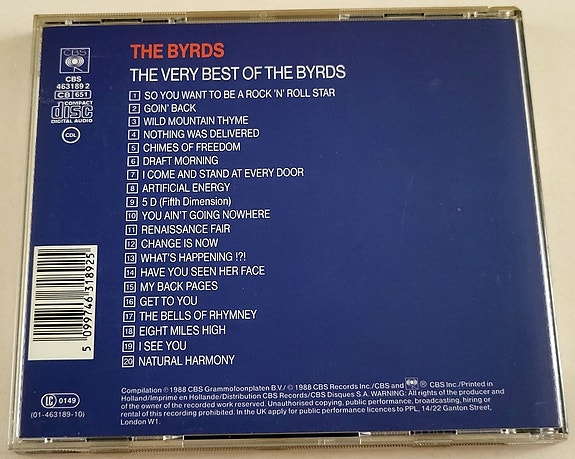 CBS
CBS
463189 2
CB 651
COMPACT
disc
DIGITAL AUDIO
CDL
THE BYRDS
THE VERY BEST OF THE BYRDS
1 SO YOU WANT TO BE A ROCK 'N' ROLL STAR
2 GOIN' BACK
3 WILD MOUNTAIN THYME
4 NOTHING WAS DELIVERED
5 CHIMES OF FREEDOM
6 DRAFT MORNING
7 I COME AND STAND AT EVERY DOOR
8 ARTIFICIAL ENERGY
9 5 D (Fifth Dimension)
10 YOU AIN'T GOING NOWHERE
11 RENAISSANCE FAIR
12 CHANGE IS NOW
13 WHAT'S HAPPENING !?!
14 HAVE YOU SEEN HER FACE
15 MY BACK PAGES
16 GET TO YOU
17 THE BELLS OF RHYMNEY
18 EIGHT MILES HIGH
19 I SEE YOU
20 NATURAL HARMONY
5 099746 318925
LC 0149
(01-463189-10)
Compilation ℗ 1988 CBS Grammofoonplaten B.V./ © 1988 CBS Records Inc./CBS and ® CBS Inc./Printed in
Holland/Imprimé en Hollande/Distribution CBS Records/CBS Disques S.A. WARNING: All rights of the producer and
of the owner of the recorded work reserved. Unauthorised copying, public performance, broadcasting, hiring or
rental of this recording prohibited. In the UK apply for public performance licences to PPL, 14/22 Ganton Street,
London W1.